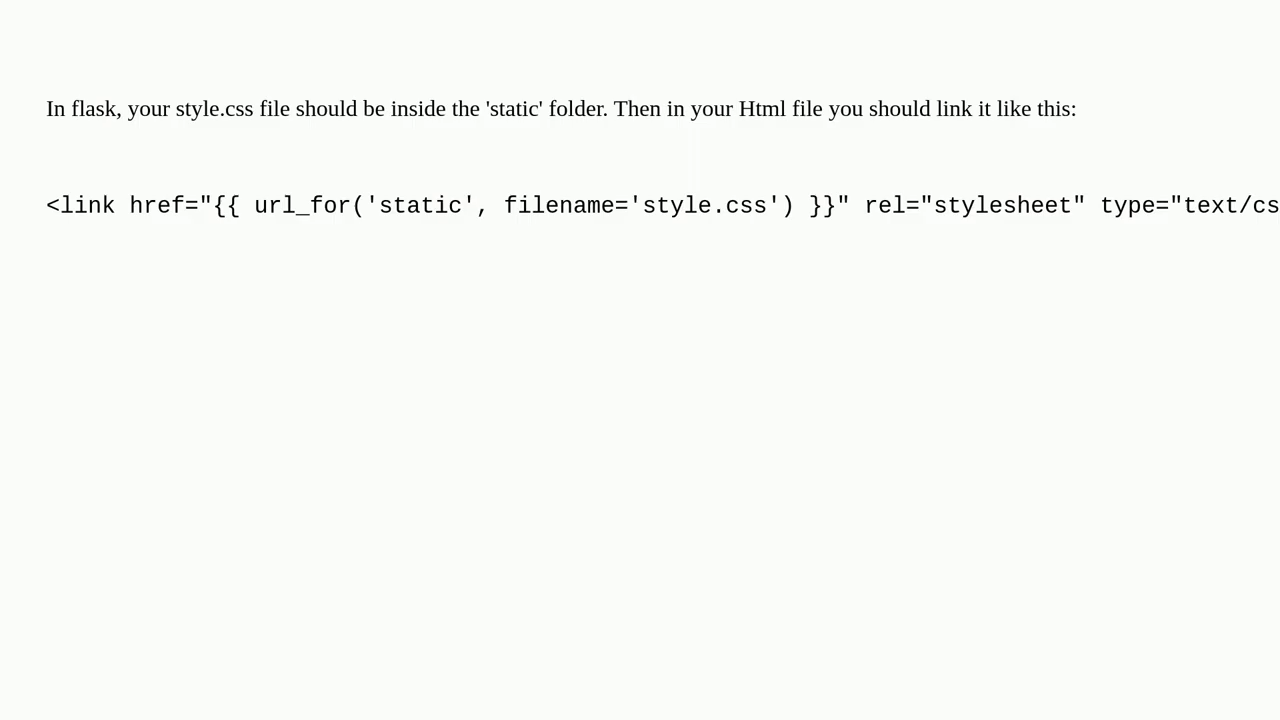 In flask, your style.css file should be inside the 'static' folder. Then in your Html file you should link it like this:
<link href="{{ url_for('static', filename='style.css') }}" rel="stylesheet" type="text/cs